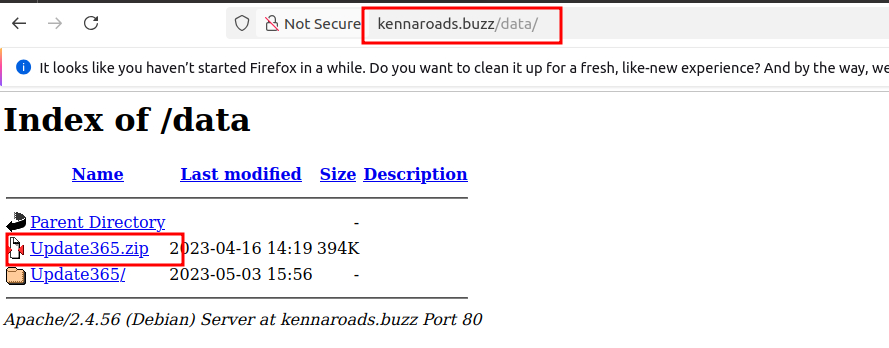 Not Secure kennaroads.buzz/data/
It looks like you haven’t started Firefox in a while. Do you want to clean it up for a fresh, like-new experience? And by the way, we
Index of /data
Name Last modified Size Description
Parent Directory -
Update365.zip 2023-04-16 14:19 394K
Update365/ 2023-05-03 15:56 -
Apache/2.4.56 (Debian) Server at kennaroads.buzz Port 80